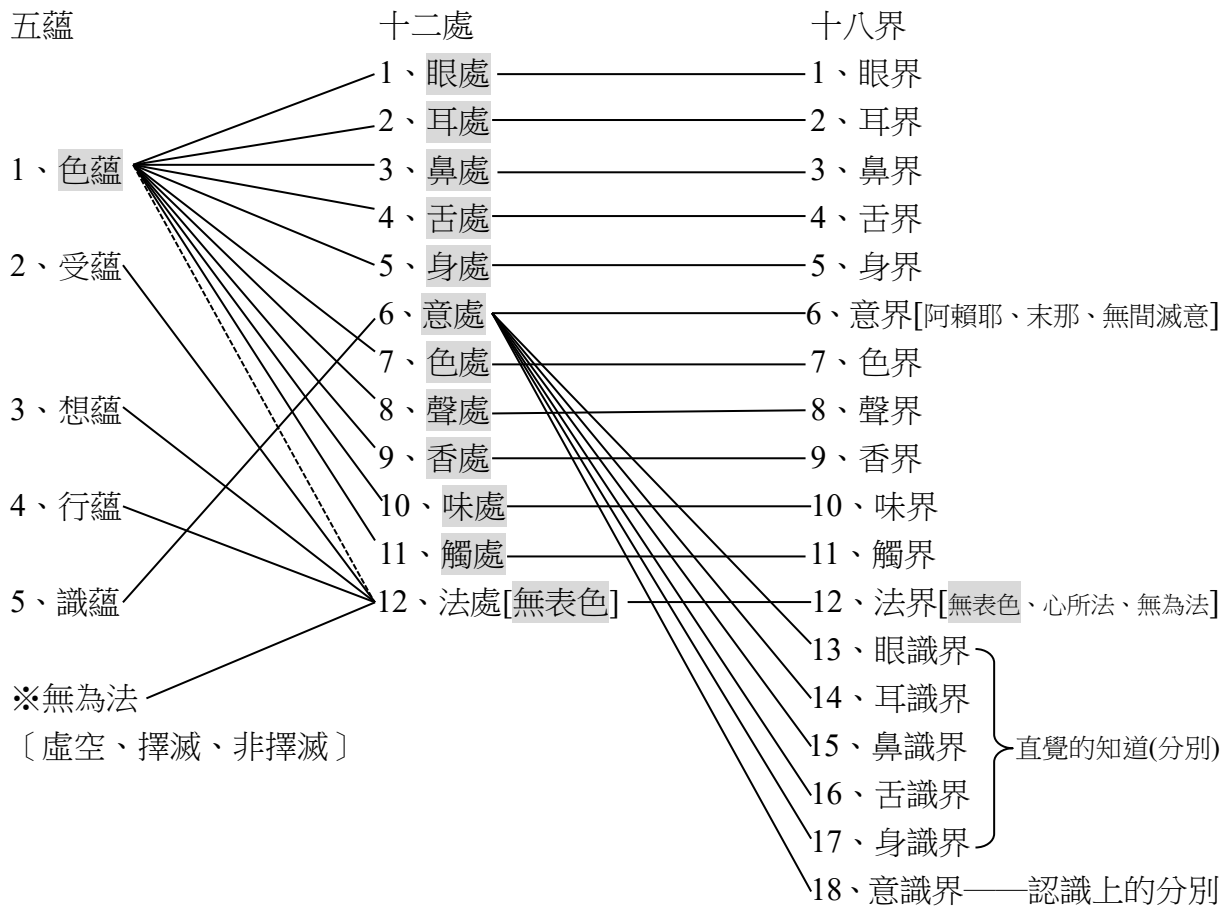 五蘊 十二處 十八界
1、眼處 1、眼界
2、耳處 2、耳界
1、色蘊 3、鼻處 3、鼻界
4、舌處 4、舌界
2、受蘊 5、身處 5、身界
6、意處 6、意界[阿賴耶、末那、無間滅意]
7、色處 7、色界
3、想蘊 8、聲處 8、聲界
9、香處 9、香界
4、行蘊 10、味處 10、味界
11、觸處 11、觸界
5、識蘊 12、法處[無表色] 12、法界[無表色、心所法、無為法]
13、眼識界
※無為法 14、耳識界
〔虛空、擇滅、非擇滅〕 15、鼻識界 直覺的知道(分別)
16、舌識界
17、身識界
18、意識界——認識上的分別